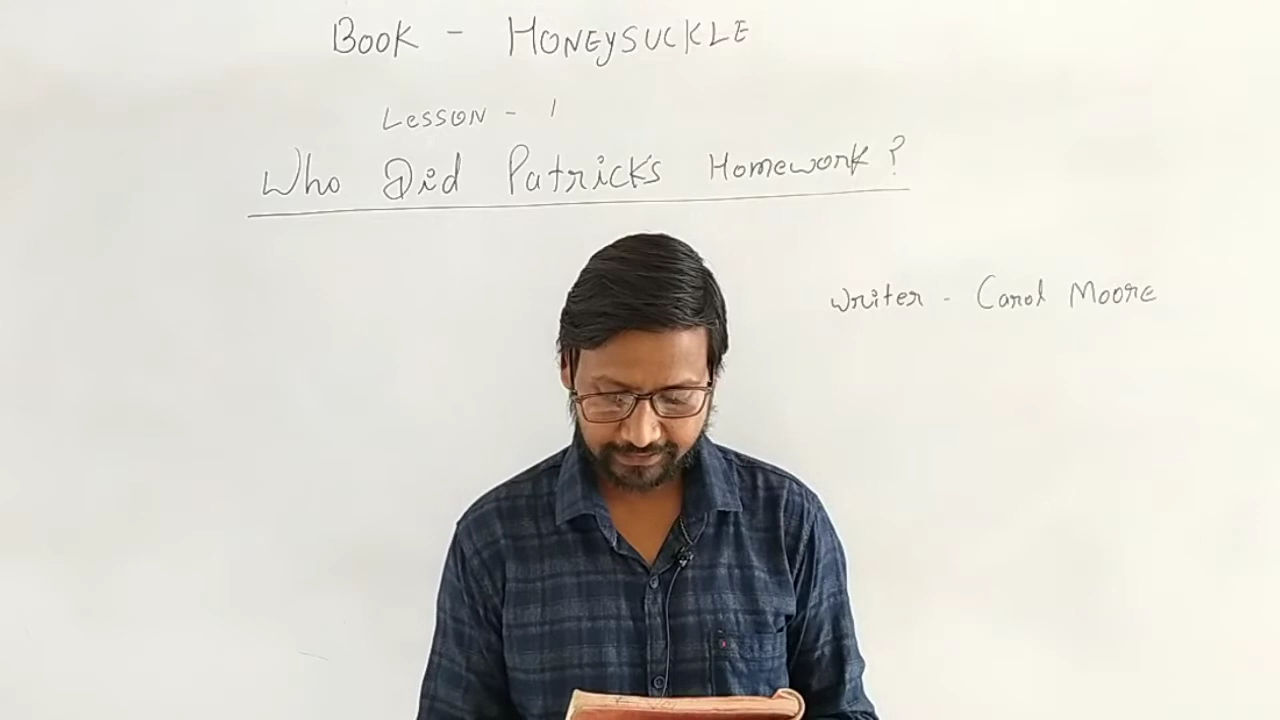 Book - HONEYSUCKLE
LESSON - 1
Who Did Patrick's Homework?
Writer - Carol Moore